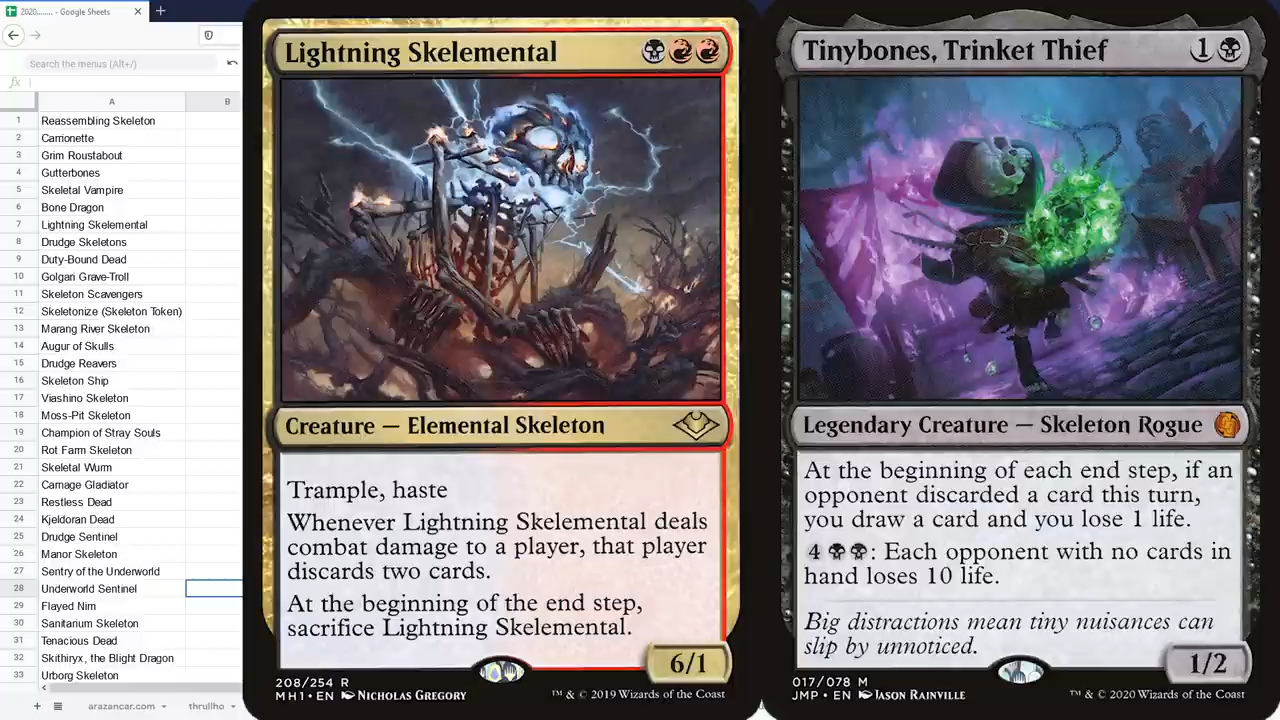 2020........ - Google Sheets
Search the menus (Alt+/)
fx
A
B
1 Reassembling Skeleton
2 Carrionette
3 Grim Roustabout
4 Gutterbones
5 Skeletal Vampire
6 Bone Dragon
7 Lightning Skelemental
8 Drudge Skeletons
9 Duty-Bound Dead
10 Golgari Grave-Troll
11 Skeleton Scavengers
12 Skeletonize (Skeleton Token)
13 Marang River Skeleton
14 Augur of Skulls
15 Drudge Reavers
16 Skeleton Ship
17 Viashino Skeleton
18 Moss-Pit Skeleton
19 Champion of Stray Souls
20 Rot Farm Skeleton
21 Skeletal Wurm
22 Carnage Gladiator
23 Restless Dead
24 Kjeldoran Dead
25 Drudge Sentinel
26 Manor Skeleton
27 Sentry of the Underworld
28 Underworld Sentinel
29 Flayed Nim
30 Sanitarium Skeleton
31 Tenacious Dead
32 Skithiryx, the Blight Dragon
33 Urborg Skeleton
arazancar.com
thrullho
Lightning Skelemental
Creature — Elemental Skeleton
Trample, haste
Whenever Lightning Skelemental deals
combat damage to a player, that player
discards two cards.
At the beginning of the end step,
sacrifice Lightning Skelemental.
6/1
208/254 R
MH1 • EN Nicholas Gregory
™ & © 2019 Wizards of the Coast
Tinybones, Trinket Thief
1
Legendary Creature — Skeleton Rogue
At the beginning of each end step, if an
opponent discarded a card this turn,
you draw a card and you lose 1 life.
4 : Each opponent with no cards in
hand loses 10 life.
Big distractions mean tiny nuisances can
slip by unnoticed.
1/2
017/078 M
JMP • EN Jason Rainville
™ & © 2020 Wizards of the Coast